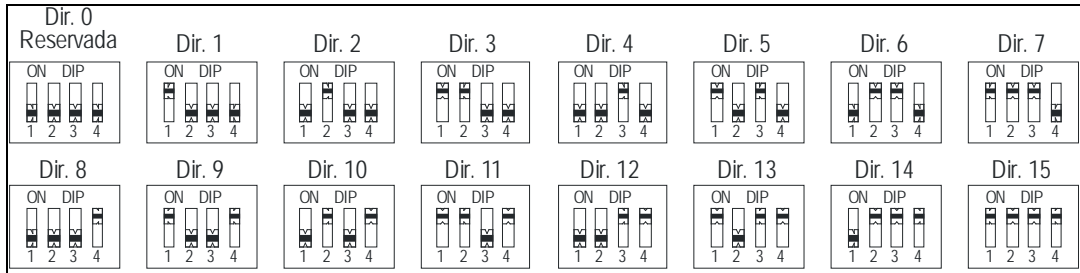 Dir. 0
Reservada
Dir. 1
Dir. 2
Dir. 3
Dir. 4
Dir. 5
Dir. 6
Dir. 7
ON DIP
1 2 3 4
ON DIP
1 2 3 4
ON DIP
1 2 3 4
ON DIP
1 2 3 4
ON DIP
1 2 3 4
ON DIP
1 2 3 4
ON DIP
1 2 3 4
ON DIP
1 2 3 4
Dir. 8
Dir. 9
Dir. 10
Dir. 11
Dir. 12
Dir. 13
Dir. 14
Dir. 15
ON DIP
1 2 3 4
ON DIP
1 2 3 4
ON DIP
1 2 3 4
ON DIP
1 2 3 4
ON DIP
1 2 3 4
ON DIP
1 2 3 4
ON DIP
1 2 3 4
ON DIP
1 2 3 4